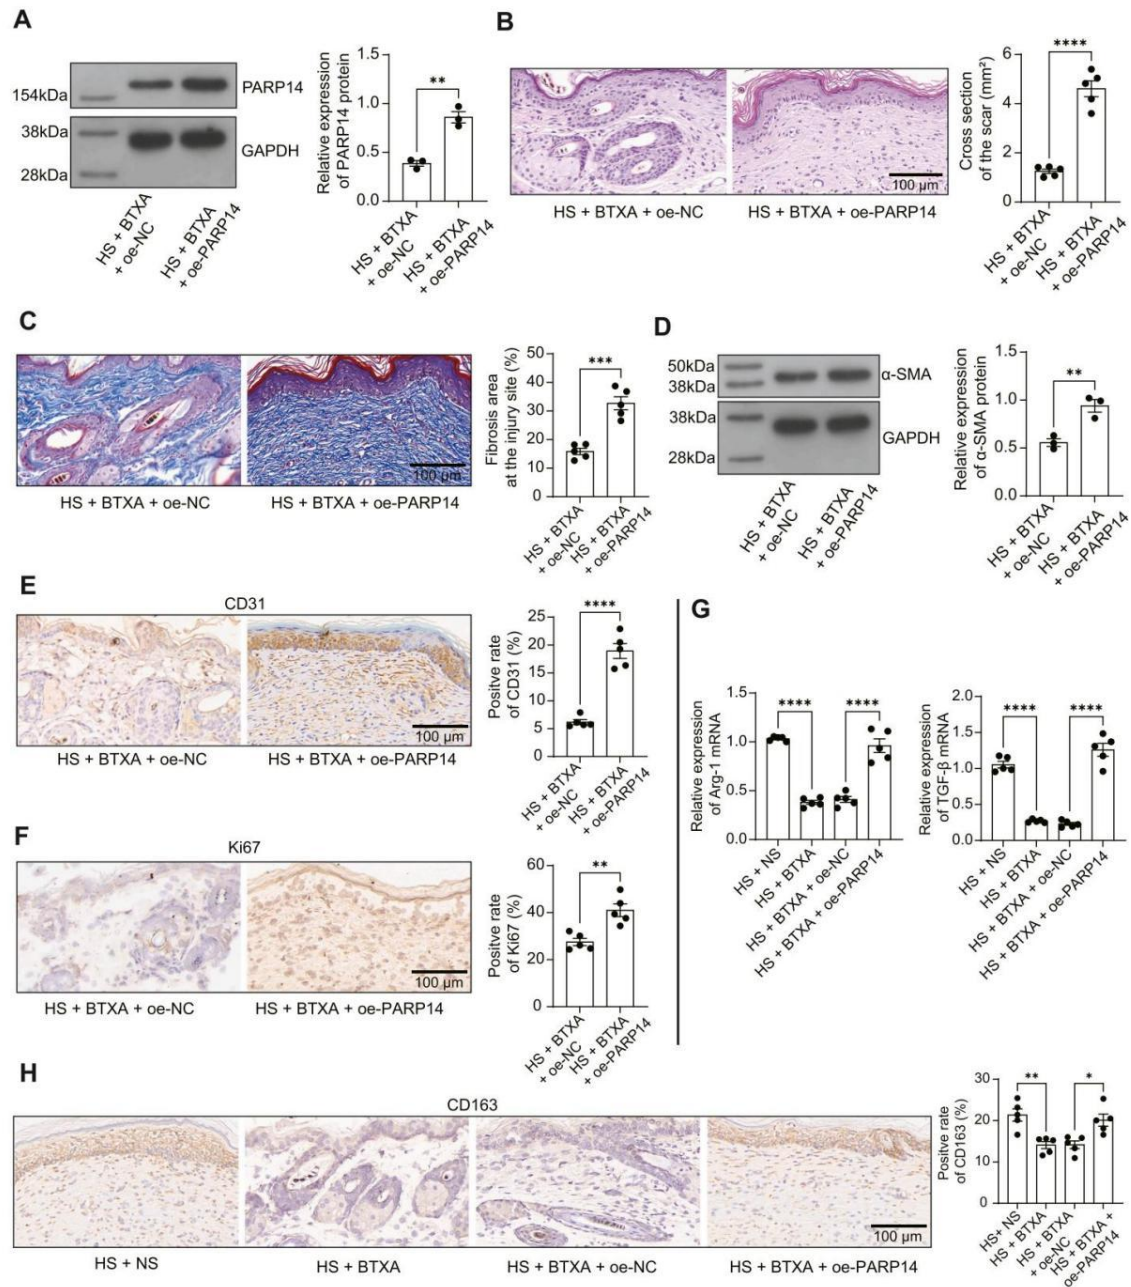 A
154kDa
38kDa
28kDa
PARP14
GAPDH
HS + BTXA
+ oe-NC
HS + BTXA
+ oe-PARP14
Relative expression
of PARP14 protein
1.5
1.0
0.5
0.0
**
HS + BTXA
+ oe-NC
HS + BTXA
+ oe-PARP14
B
100 µm
HS + BTXA + oe-NC
HS + BTXA + oe-PARP14
Cross section
of the scar (mm²)
6
4
2
0
****
HS + BTXA
+ oe-NC
HS + BTXA
+ oe-PARP14
C
100 µm
HS + BTXA + oe-NC
HS + BTXA + oe-PARP14
Fibrosis area
at the injury site (%)
50
40
30
20
10
0
***
HS + BTXA
+ oe-NC
HS + BTXA
+ oe-PARP14
D
50kDa
38kDa
38kDa
28kDa
α-SMA
GAPDH
HS + BTXA
+ oe-NC
HS + BTXA
+ oe-PARP14
Relative expression
of α-SMA protein
1.5
1.0
0.5
0.0
**
HS + BTXA
+ oe-NC
HS + BTXA
+ oe-PARP14
E
CD31
100 µm
HS + BTXA + oe-NC
HS + BTXA + oe-PARP14
Positve rate
of CD31 (%)
25
20
15
10
5
0
****
HS + BTXA
+ oe-NC
HS + BTXA
+ oe-PARP14
F
Ki67
100 µm
HS + BTXA + oe-NC
HS + BTXA + oe-PARP14
Positve rate
of Ki67 (%)
60
40
20
0
**
HS + BTXA
+ oe-NC
HS + BTXA
+ oe-PARP14
G
Relative expression
of Arg-1 mRNA
1.5
1.0
0.5
0.0
****
****
HS + NS
HS + BTXA
HS + BTXA + oe-NC
HS + BTXA + oe-PARP14
Relative expression
of TGF-β mRNA
2.0
1.5
1.0
0.5
0.0
****
****
HS + NS
HS + BTXA
HS + BTXA + oe-NC
HS + BTXA + oe-PARP14
H
CD163
100 µm
HS + NS
HS + BTXA
HS + BTXA + oe-NC
HS + BTXA + oe-PARP14
Positve rate
of CD163 (%)
30
20
10
0
**
*
HS+ NS
HS + BTXA
HS + BTXA
+ oe-NC
HS + BTXA +
oe-PARP14